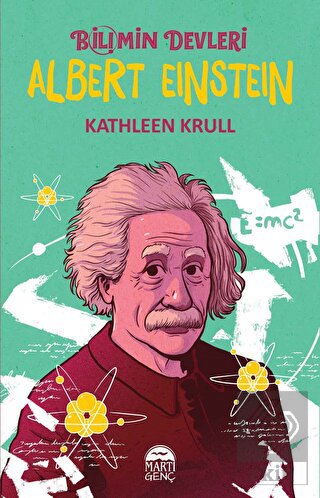 BİLİMİN DEVLERİ
ALBERT EINSTEIN
KATHLEEN KRULL
E=mc²
MARTI
GENÇ